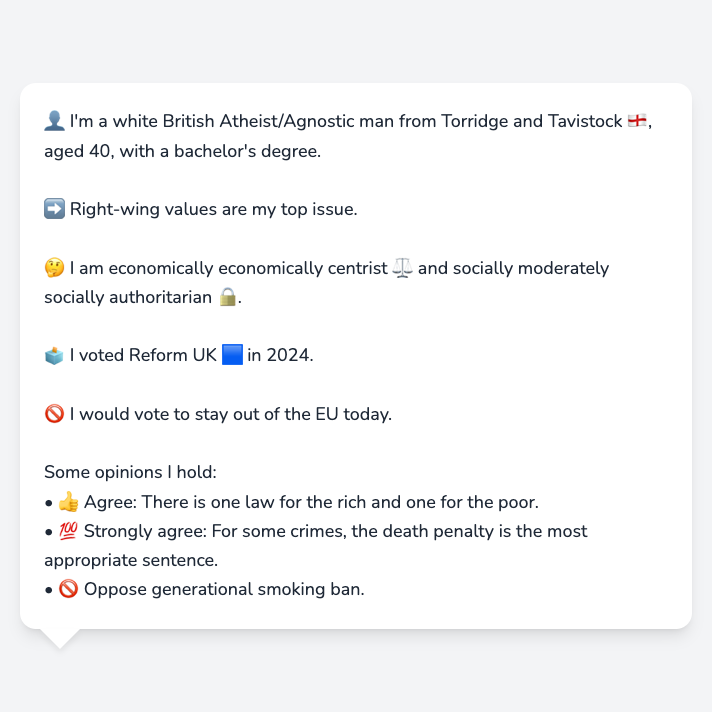 👤 I'm a white British Atheist/Agnostic man from Torridge and Tavistock 🏴󠁧󠁢󠁥󠁮󠁧󠁿,
aged 40, with a bachelor's degree.
➡️ Right-wing values are my top issue.
🤔 I am economically economically centrist ⚖️ and socially moderately
socially authoritarian 🔒.
🗳️ I voted Reform UK 🟦 in 2024.
🚫 I would vote to stay out of the EU today.
Some opinions I hold:
• 👍 Agree: There is one law for the rich and one for the poor.
• 💯 Strongly agree: For some crimes, the death penalty is the most
appropriate sentence.
• 🚫 Oppose generational smoking ban.